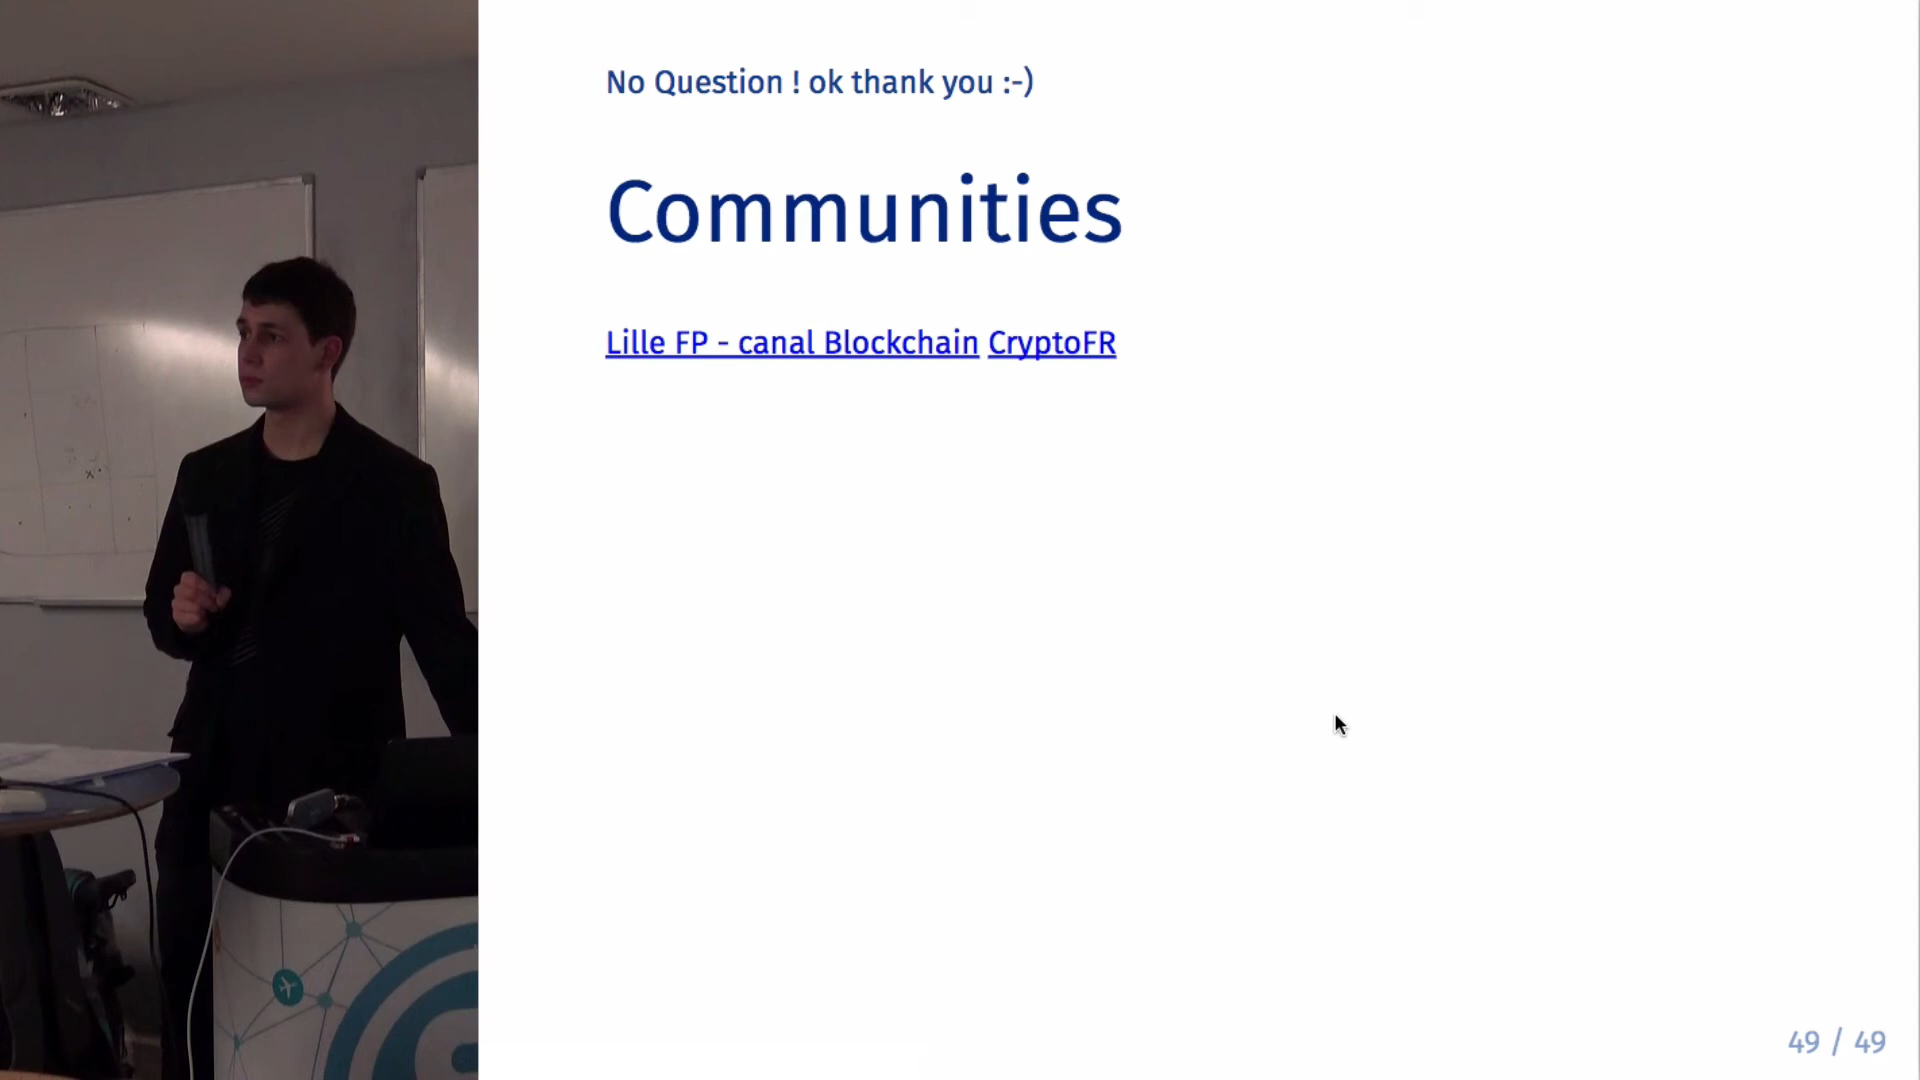 No Question ! ok thank you :-)
Communities
Lille FP - canal Blockchain CryptoFR
49 / 49